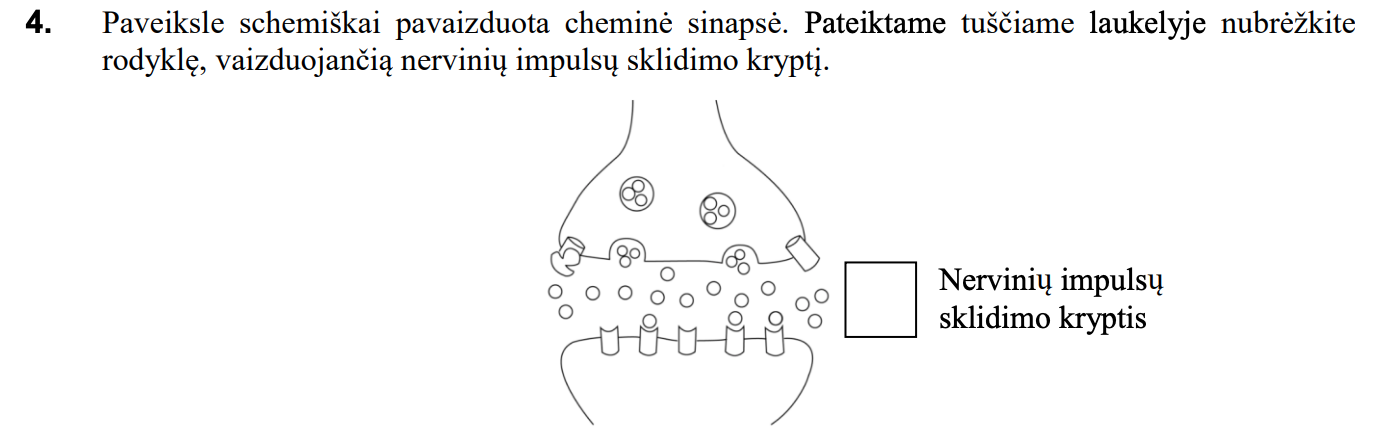 4. Paveiksle schemiškai pavaizduota cheminė sinapsė. Pateiktame tuščiame laukelyje nubrėžkite
rodyklę, vaizduojančią nervinių impulsų sklidimo kryptį.
Nervinių impulsų
sklidimo kryptis